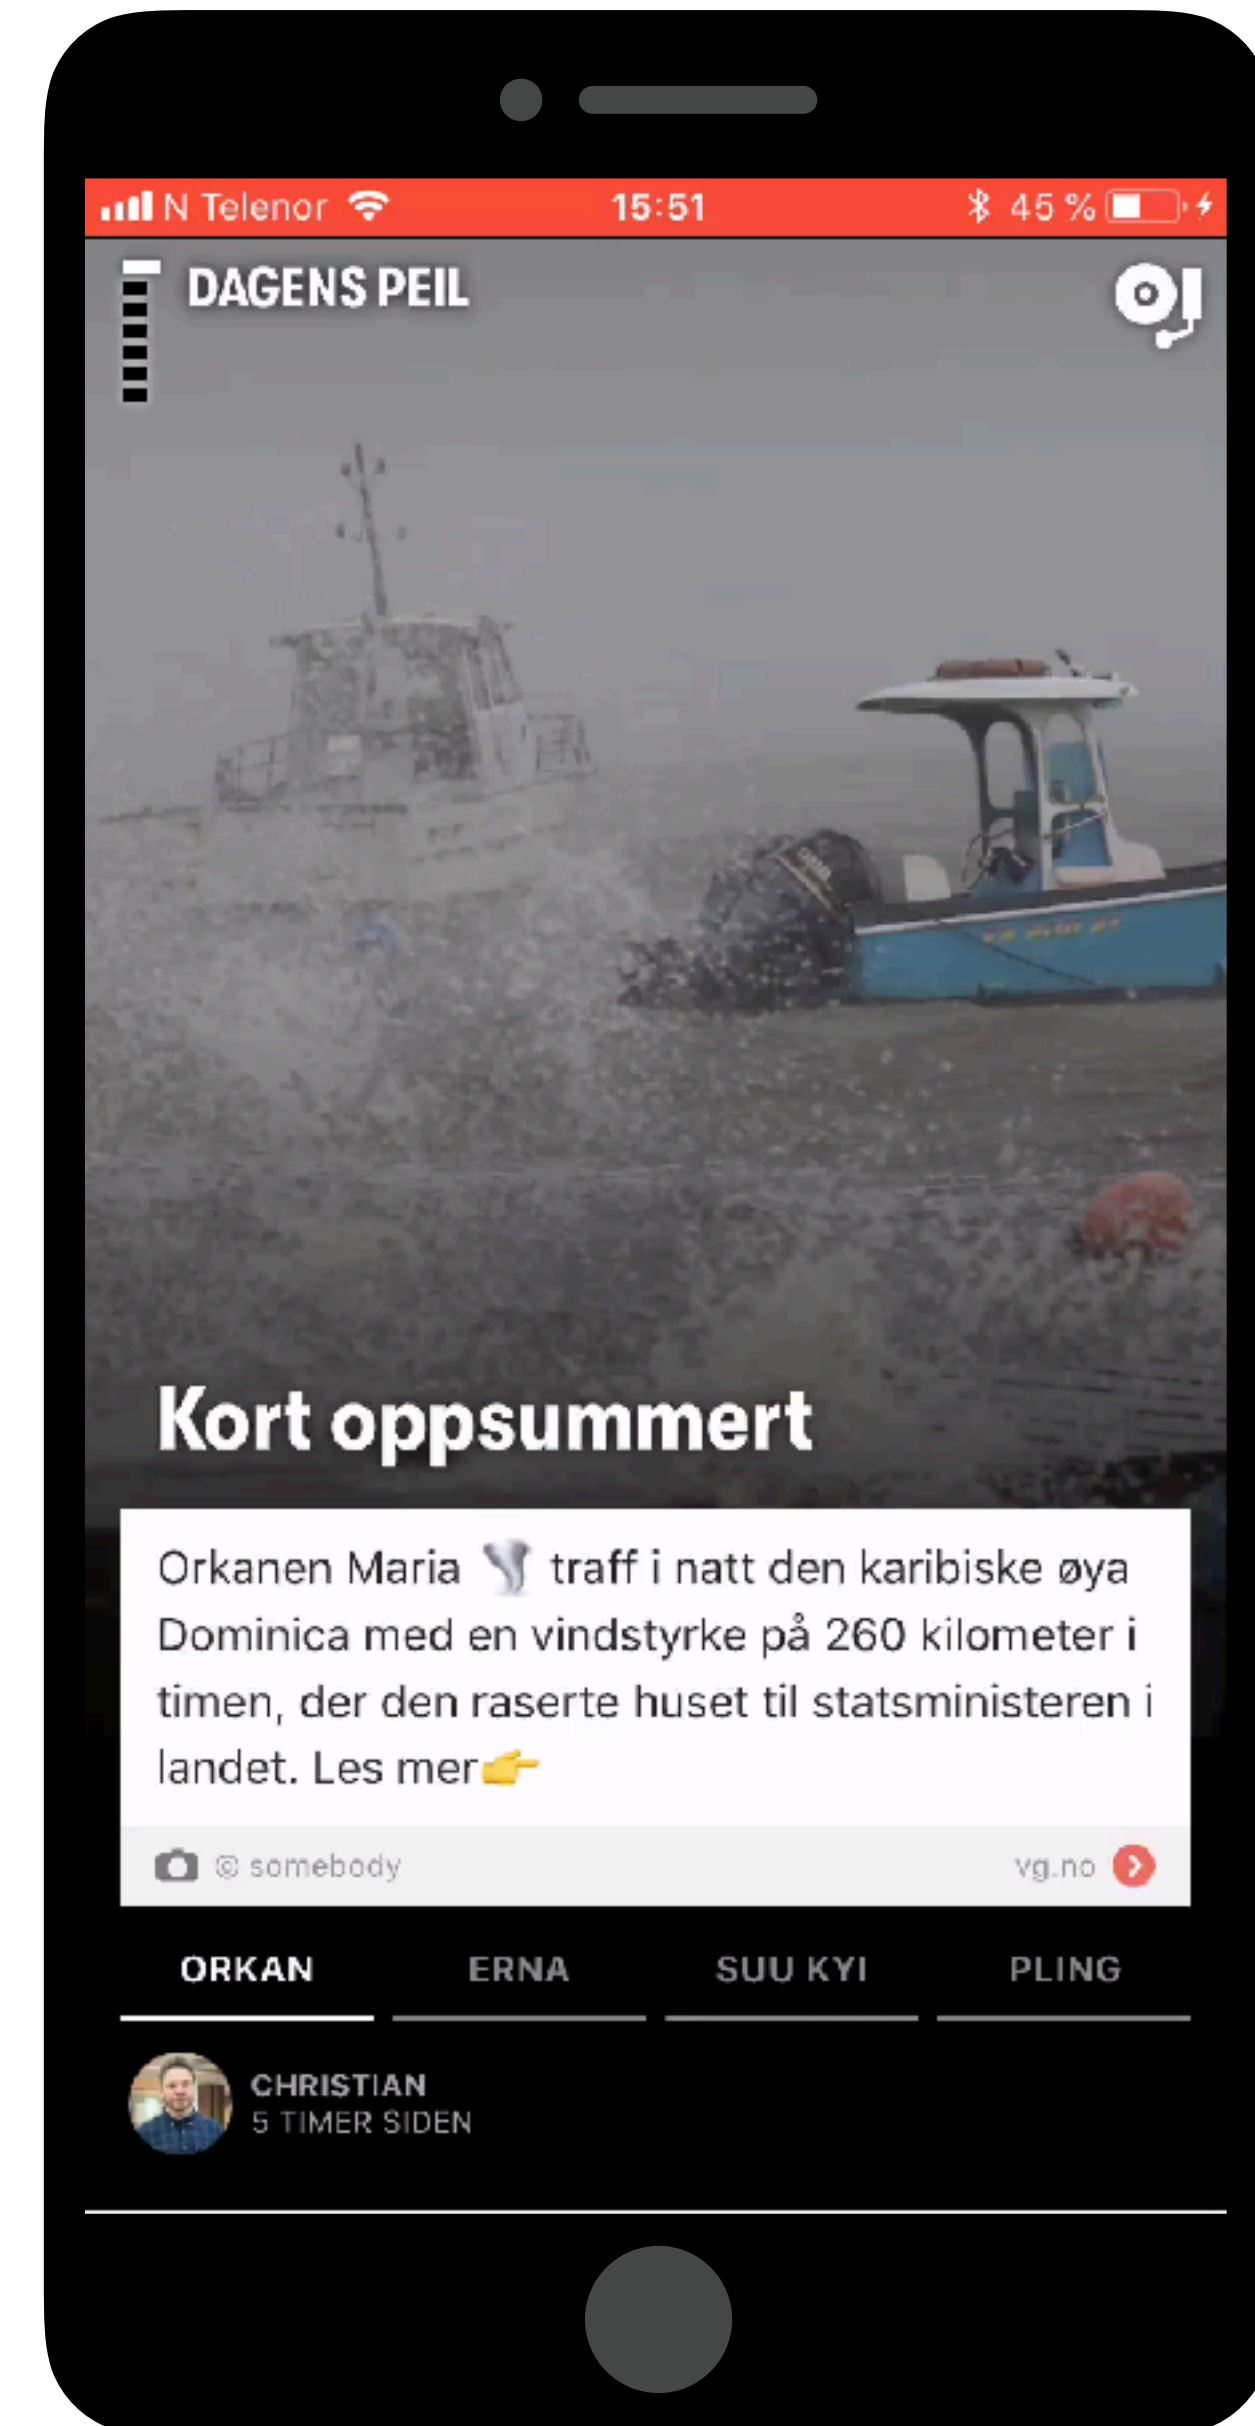 N Telenor 15:51 45 %
DAGENS PEIL
Kort oppsummert
Orkanen Maria 🌪 traff i natt den karibiske øya
Dominica med en vindstyrke på 260 kilometer i
timen, der den raserte huset til statsministeren i
landet. Les mer👉
© somebody vg.no
ORKAN ERNA SUU KYI PLING
CHRISTIAN
5 TIMER SIDEN